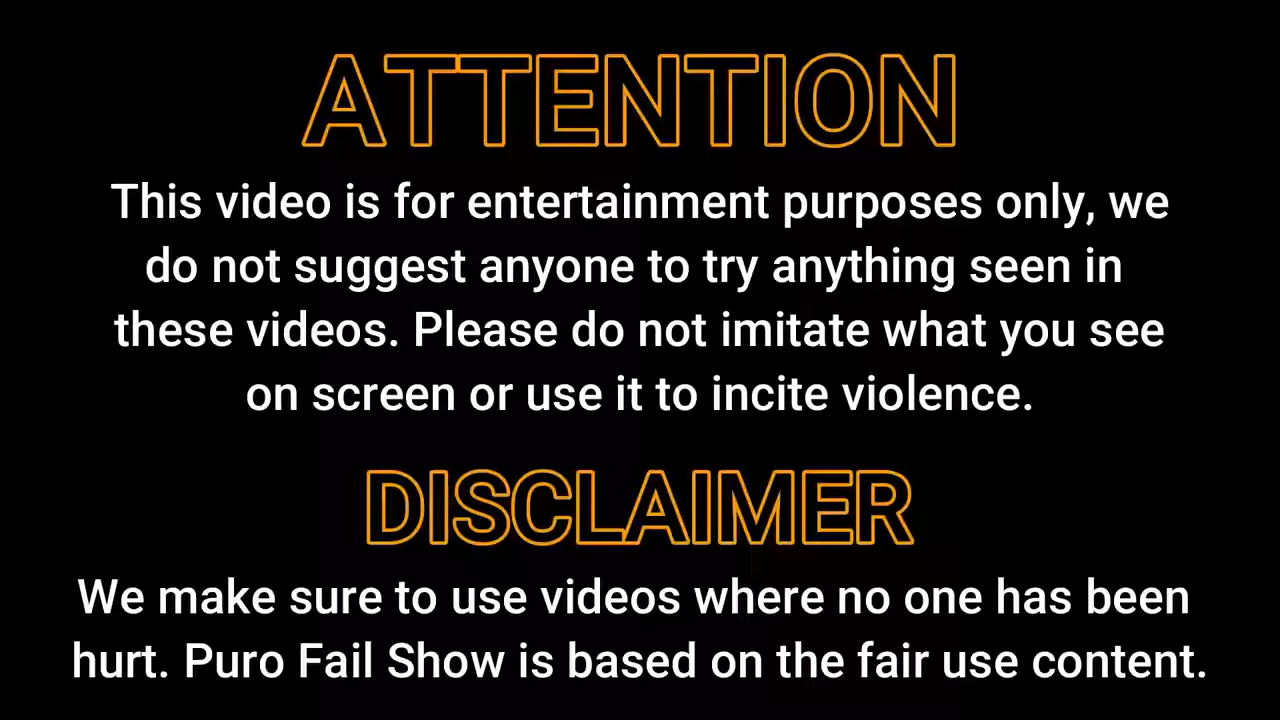 ATTENTION
This video is for entertainment purposes only, we
do not suggest anyone to try anything seen in
these videos. Please do not imitate what you see
on screen or use it to incite violence.
DISCLAIMER
We make sure to use videos where no one has been
hurt. Puro Fail Show is based on the fair use content.